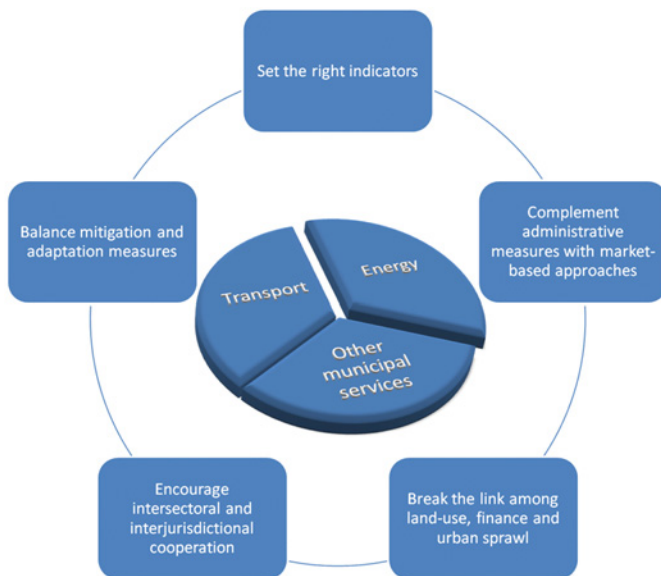 Set the right indicators
Complement
administrative
measures with market-
based approaches
Break the link among
land-use, finance and
urban sprawl
Encourage
intersectoral and
interjurisdictional
cooperation
Balance mitigation and
adaptation measures
Energy
Transport
Other
municipal
services